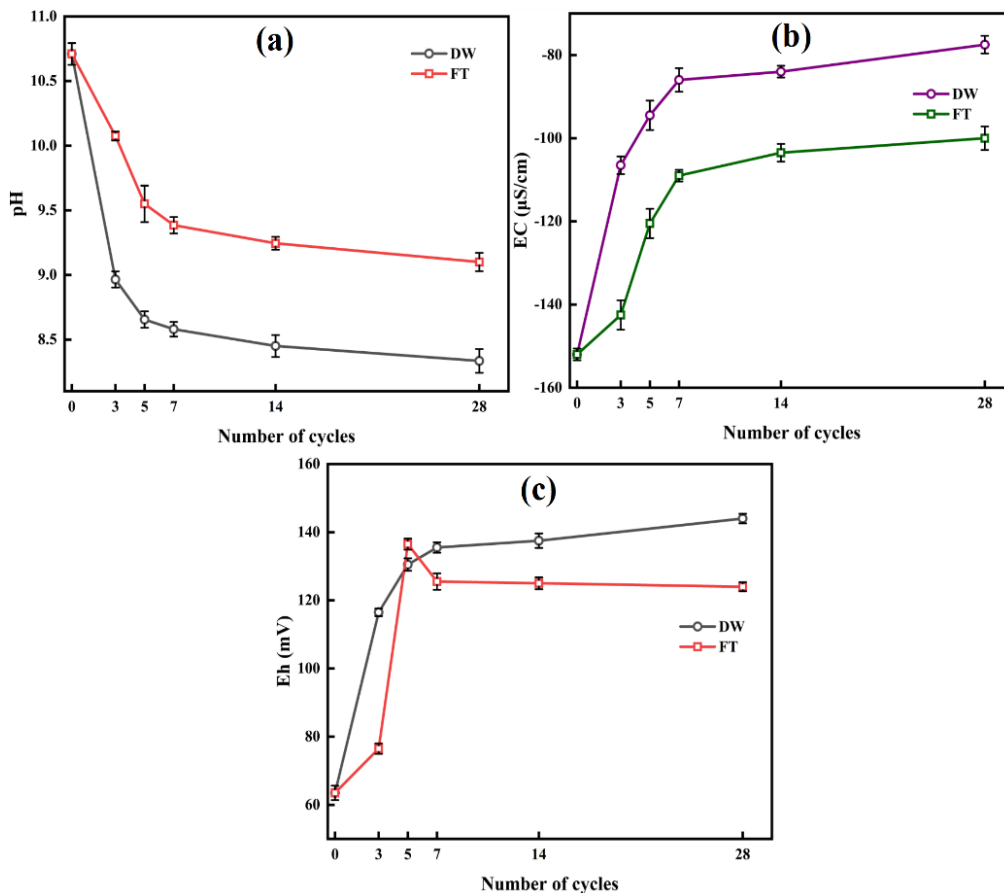 (a)
DW
FT
11.0
10.5
10.0
9.5
9.0
8.5
pH
0 3 5 7 14 28
Number of cycles
(b)
DW
FT
-80
-100
-120
-140
-160
EC (μS/cm)
0 3 5 7 14 28
Number of cycles
(c)
DW
FT
160
140
120
100
80
60
Eh (mV)
0 3 5 7 14 28
Number of cycles